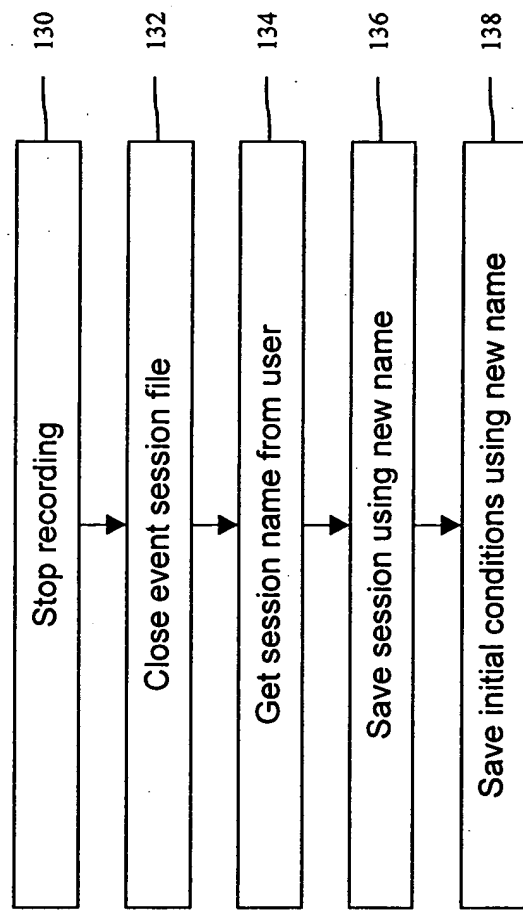 Stop recording
130
Close event session file
132
Get session name from user
134
Save session using new name
136
Save initial conditions using new name
138